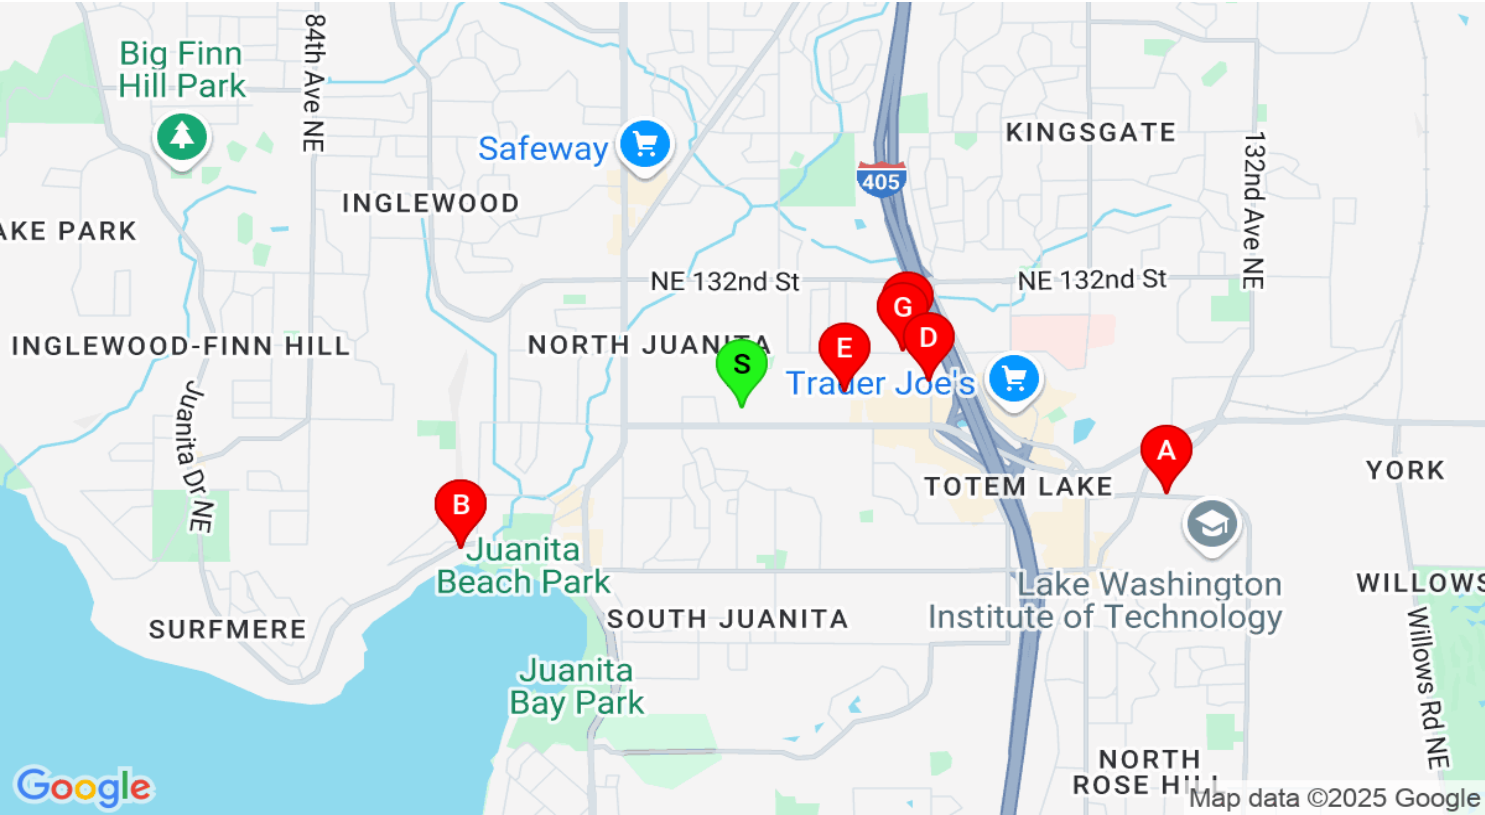 84th Ave NE
Big Finn
Hill Park
Safeway
KINGSGATE
405
132nd Ave NE
INGLEWOOD
AKE PARK
NE 132nd St
NE 132nd St
G
D
INGLEWOOD-FINN HILL
NORTH JUANITA
E
S
Trader Joe's
Juanita Dr NE
A
YORK
TOTEM LAKE
B
Juanita
Beach Park
Lake Washington
Institute of Technology
WILLOWS
SURFMERE
SOUTH JUANITA
Willows Rd NE
Juanita
Bay Park
NORTH
ROSE HILL
Google
Map data ©2025 Google